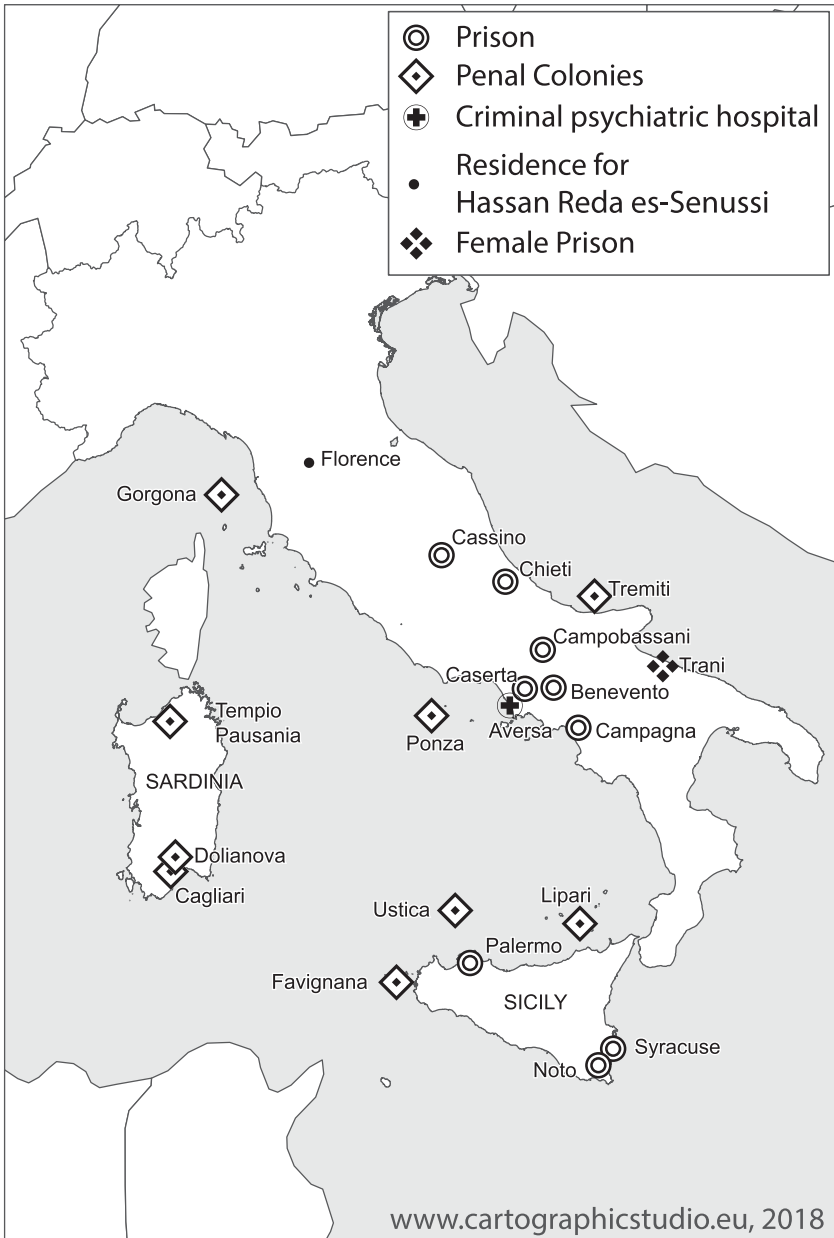 Prison
Penal Colonies
Criminal psychiatric hospital
Residence for
Hassan Reda es-Senussi
Female Prison
Florence
Gorgona
Cassino
Chieti
Tremiti
Campobassani
Trani
Caserta
Benevento
Tempio
Pausania
Ponza
Aversa
Campagna
SARDINIA
Dolianova
Cagliari
Ustica
Lipari
Palermo
Favignana
SICILY
Syracuse
Noto
www.cartographicstudio.eu, 2018